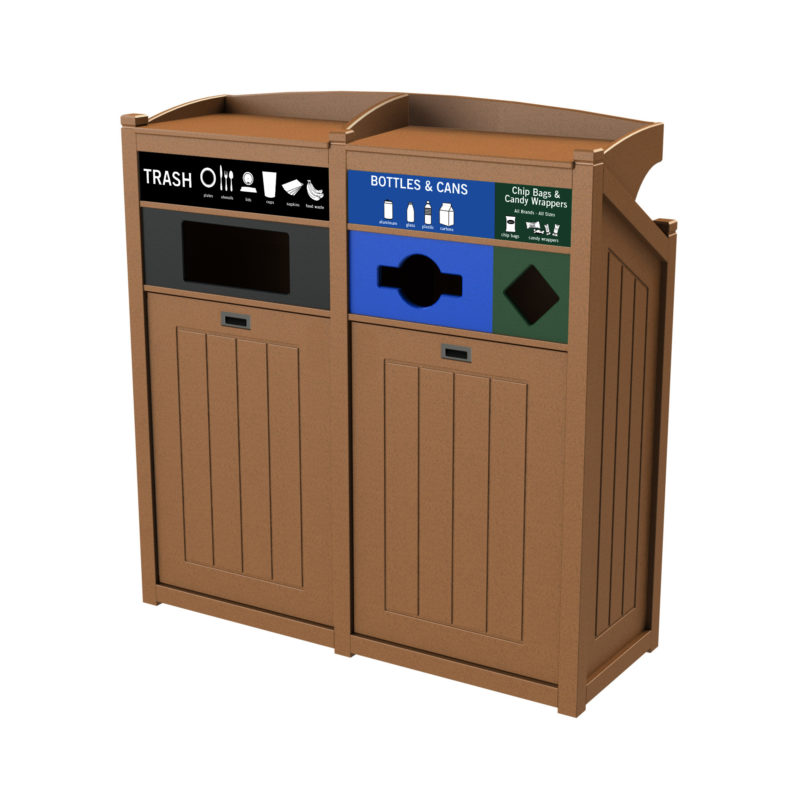 TRASH
plates utensils lids cups napkins food waste
BOTTLES & CANS
aluminum glass plastic cartons
Chip Bags &
Candy Wrappers
All Brands - All Sizes
chip bags candy wrappers